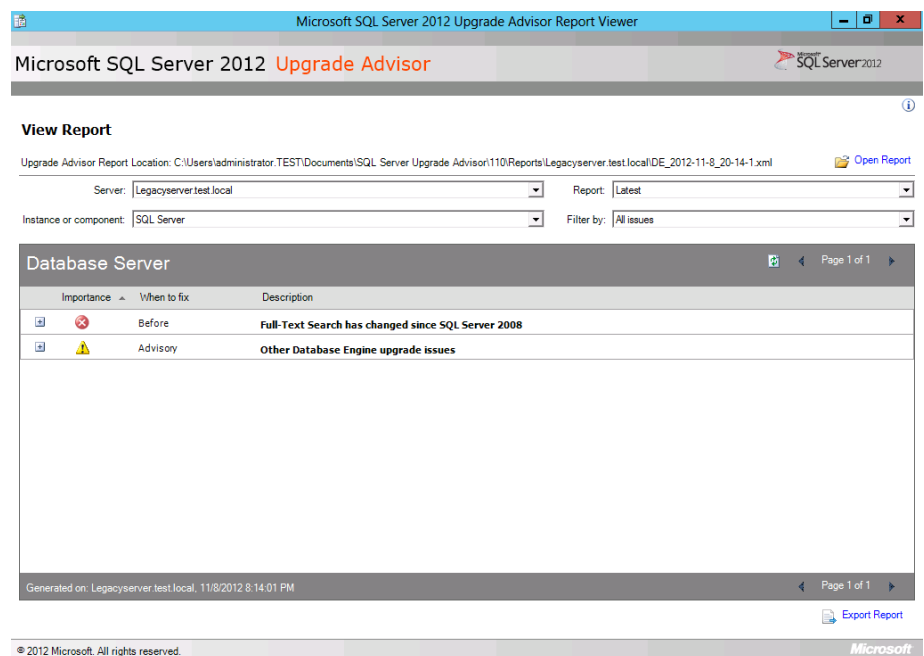 Microsoft SQL Server 2012 Upgrade Advisor Report Viewer
Microsoft SQL Server 2012 Upgrade Advisor
Microsoft SQL Server 2012
View Report
Upgrade Advisor Report Location: C:\Users\administrator.TEST\Documents\SQL Server Upgrade Advisor\110\Reports\Legacyserver.test.local\DE_2012-11-8_20-14-1.xml
Open Report
Server: Legacyserver.test.local Report: Latest
Instance or component: SQL Server Filter by: All issues
Database Server Page 1 of 1
Importance When to fix Description
Before Full-Text Search has changed since SQL Server 2008
Advisory Other Database Engine upgrade issues
Generated on: Legacyserver.test.local, 11/8/2012 8:14:01 PM Page 1 of 1
Export Report
© 2012 Microsoft. All rights reserved. Microsoft